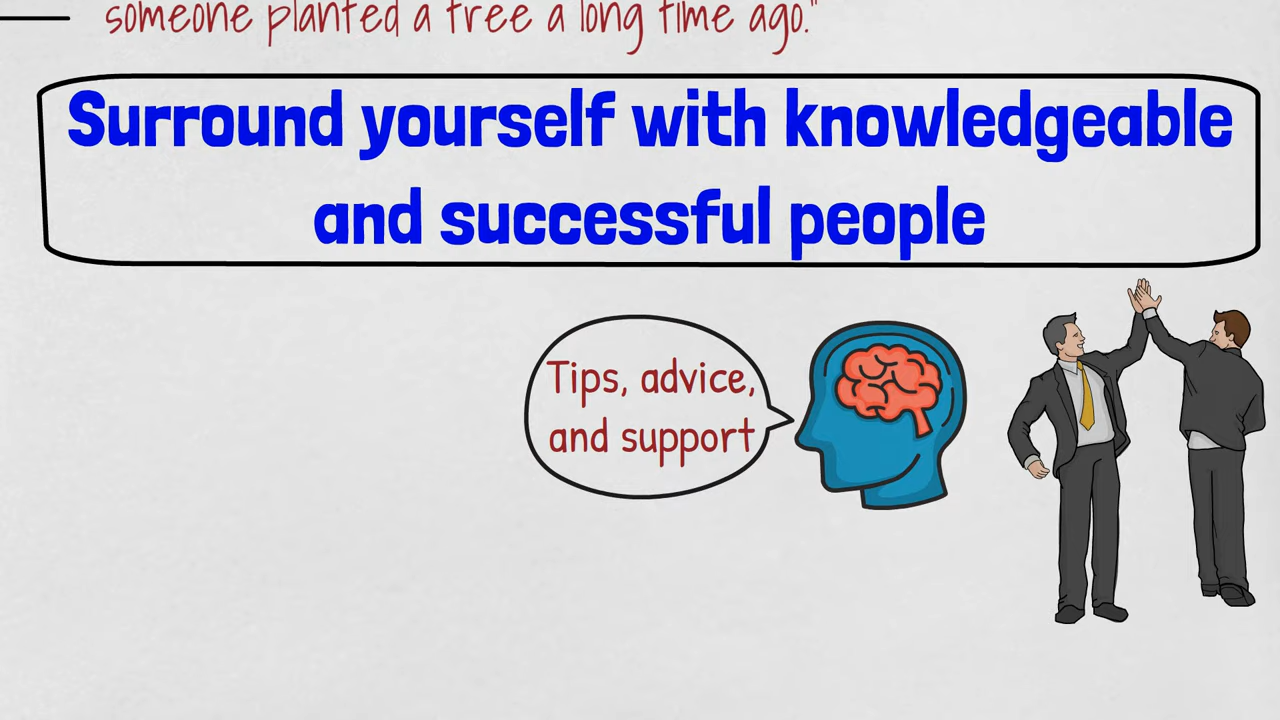 someone planted a tree a long time ago."
Surround yourself with knowledgeable
and successful people
Tips, advice,
and support